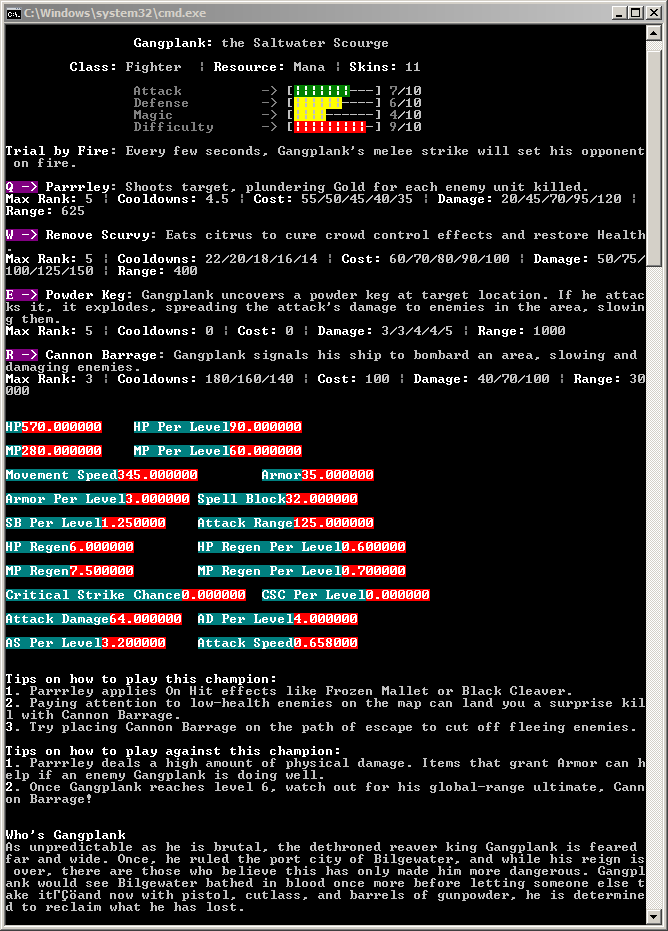 C:\Windows\system32\cmd.exe
Gangplank: the Saltwater Scourge
Class: Fighter ¦ Resource: Mana ¦ Skins: 11
Attack -> [¦¦¦¦¦¦¦---] 7/10
Defense -> [¦¦¦¦¦¦----] 6/10
Magic -> [¦¦¦¦------] 4/10
Difficulty -> [¦¦¦¦¦¦¦¦¦-] 9/10
Trial by Fire: Every few seconds, Gangplank's melee strike will set his opponent
 on fire.
Q -> Parrrley: Shoots target, plundering Gold for each enemy unit killed.
Max Rank: 5 ¦ Cooldowns: 4.5 ¦ Cost: 55/50/45/40/35 ¦ Damage: 20/45/70/95/120 ¦
Range: 625
W -> Remove Scurvy: Eats citrus to cure crowd control effects and restore Health
.
Max Rank: 5 ¦ Cooldowns: 22/20/18/16/14 ¦ Cost: 60/70/80/90/100 ¦ Damage: 50/75/
100/125/150 ¦ Range: 400
E -> Powder Keg: Gangplank uncovers a powder keg at target location. If he attac
ks it, it explodes, spreading the attack's damage to enemies in the area, slowin
g them.
Max Rank: 5 ¦ Cooldowns: 0 ¦ Cost: 0 ¦ Damage: 3/3/4/4/5 ¦ Range: 1000
R -> Cannon Barrage: Gangplank signals his ship to bombard an area, slowing and
damaging enemies.
Max Rank: 3 ¦ Cooldowns: 180/160/140 ¦ Cost: 100 ¦ Damage: 40/70/100 ¦ Range: 30
000
HP570.000000 HP Per Level90.000000
MP280.000000 MP Per Level60.000000
Movement Speed345.000000 Armor35.000000
Armor Per Level3.000000 Spell Block32.000000
SB Per Level1.250000 Attack Range125.000000
HP Regen6.000000 HP Regen Per Level0.600000
MP Regen7.500000 MP Regen Per Level0.700000
Critical Strike Chance0.000000 CSC Per Level0.000000
Attack Damage64.000000 AD Per Level4.000000
AS Per Level3.200000 Attack Speed0.658000
Tips on how to play this champion:
1. Parrrley applies On Hit effects like Frozen Mallet or Black Cleaver.
2. Paying attention to low-health enemies on the map can land you a surprise kil
l with Cannon Barrage.
3. Try placing Cannon Barrage on the path of escape to cut off fleeing enemies.
Tips on how to play against this champion:
1. Parrrley deals a high amount of physical damage. Items that grant Armor can h
elp if an enemy Gangplank is doing well.
2. Once Gangplank reaches level 6, watch out for his global-range ultimate, Cann
on Barrage!
Who's Gangplank
As unpredictable as he is brutal, the dethroned reaver king Gangplank is feared
far and wide. Once, he ruled the port city of Bilgewater, and while his reign is
 over, there are those who believe this has only made him more dangerous. Gangpl
ank would see Bilgewater bathed in blood once more before letting someone else t
ake itΓÇöand now with pistol, cutlass, and barrels of gunpowder, he is determine
d to reclaim what he has lost.